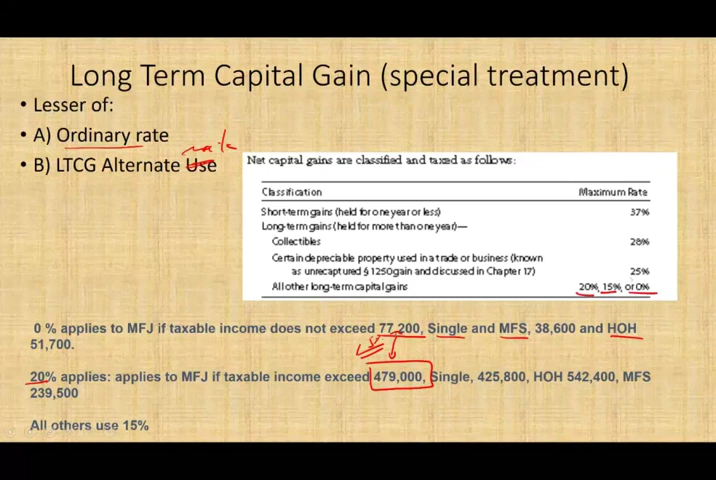 Long Term Capital Gain (special treatment)
• Lesser of:
• A) Ordinary rate
rate
• B) LTCG Alternate Use
Net capital gains are classified and taxed as follows:
Classification Maximum Rate
Short-term gains (held for one year or less) 37%
Long-term gains (held for more than one year)—
Collectibles 28%
Certain depreciable property used in a trade or business (known
as unrecaptured § 1250 gain and discussed in Chapter 17) 25%
All other long-term capital gains 20%, 15%, or 0%
0 % applies to MFJ if taxable income does not exceed 77,200, Single and MFS, 38,600 and HOH
51,700.
20% applies: applies to MFJ if taxable income exceed 479,000, Single, 425,800, HOH 542,400, MFS
239,500
All others use 15%